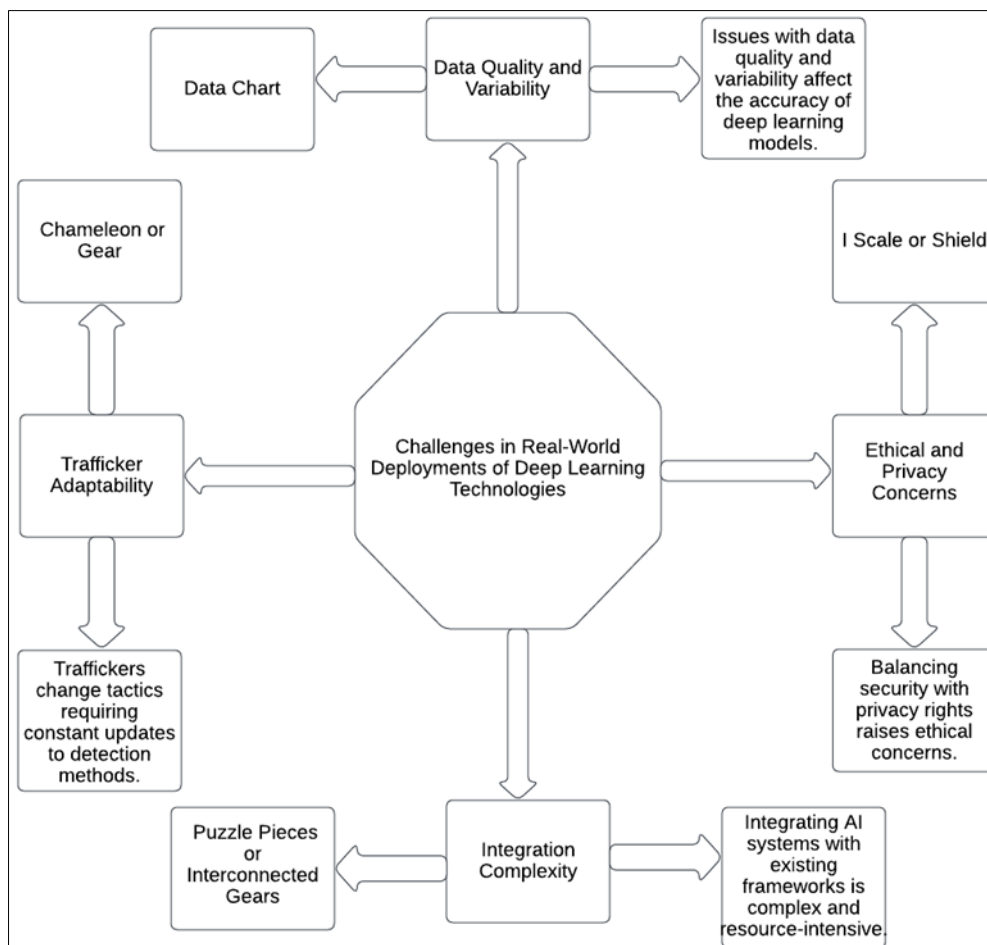 Data Chart
Data Quality and
Variability
Issues with data
quality and
variability affect
the accuracy of
deep learning
models.
Chameleon or
Gear
I Scale or Shield
Challenges in Real-World
Deployments of Deep Learning
Technologies
Trafficker
Adaptability
Ethical and
Privacy
Concerns
Traffickers
change tactics
requiring
constant updates
to detection
methods.
Balancing
security with
privacy rights
raises ethical
concerns.
Puzzle Pieces
or
Interconnected
Gears
Integration
Complexity
Integrating AI
systems with
existing
frameworks is
complex and
resource-intensive.